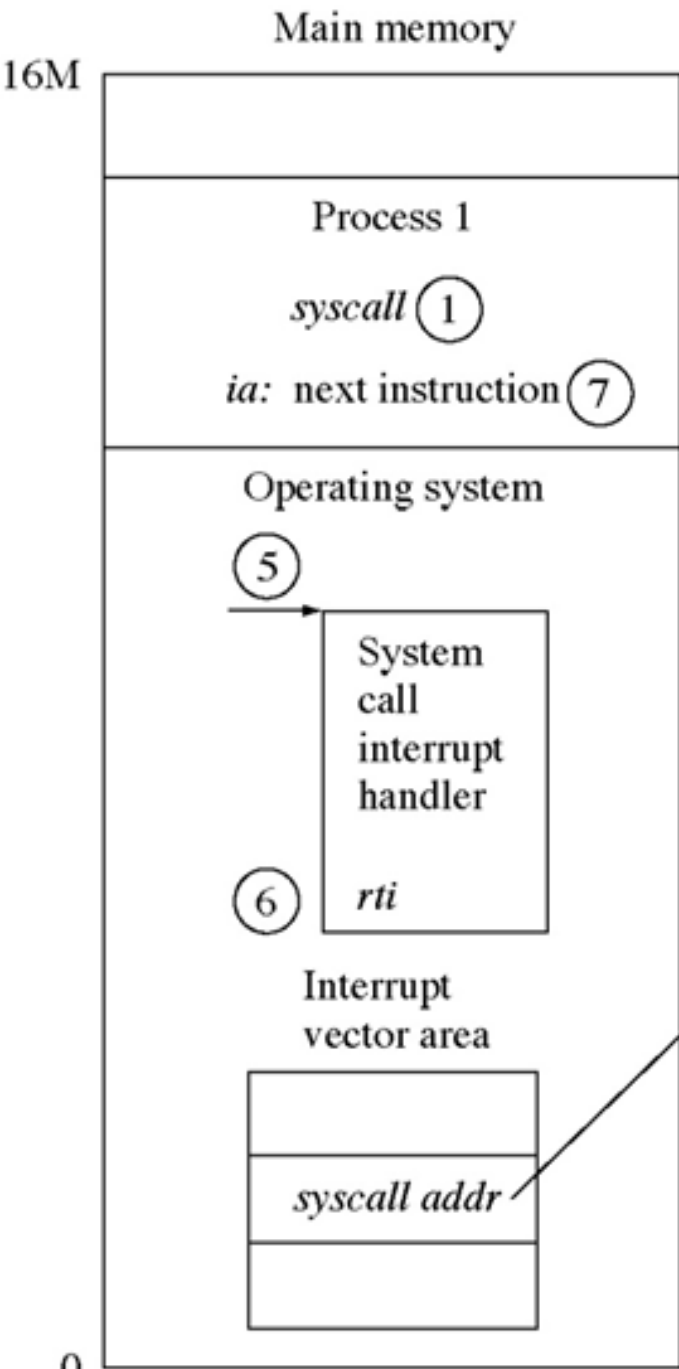 Main memory
16M
Process 1
syscall 1
ia: next instruction 7
Operating system
5
System
call
interrupt
handler
6 rti
Interrupt
vector area
syscall addr
0